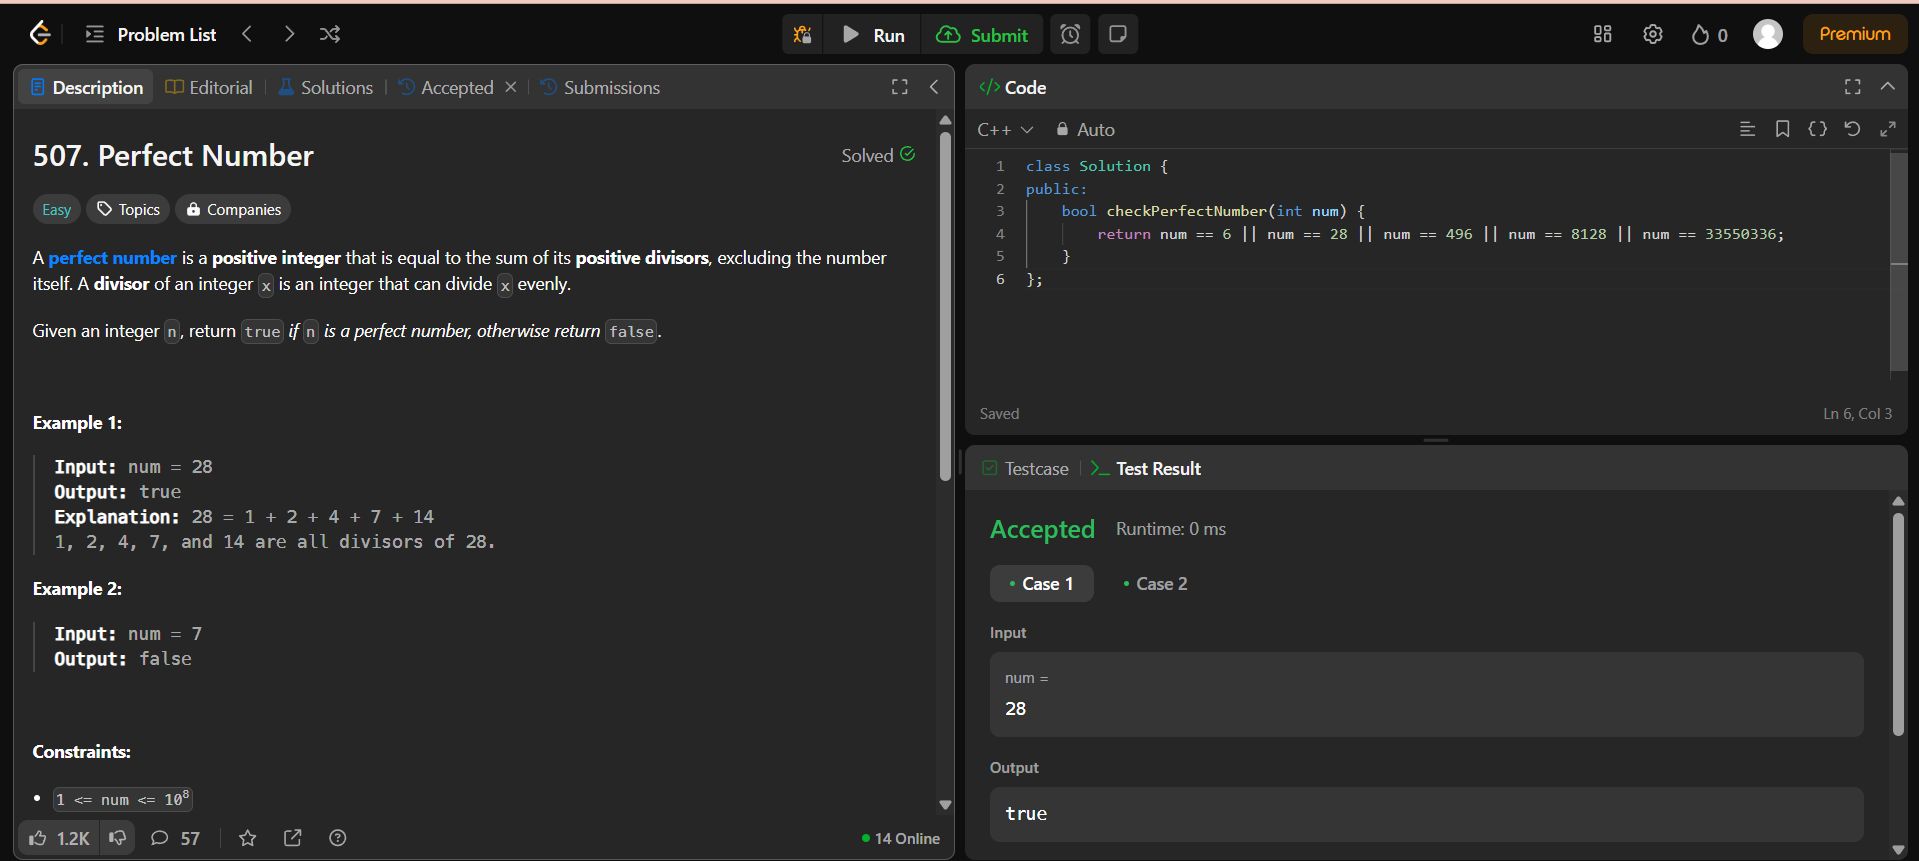 Problem List
Run
Submit
0
Premium
Description
Editorial
Solutions
Accepted
Submissions
507. Perfect Number
Solved
Easy
Topics
Companies
A perfect number is a positive integer that is equal to the sum of its positive divisors, excluding the number
itself. A divisor of an integer x is an integer that can divide x evenly.
Given an integer n, return true if n is a perfect number, otherwise return false.
Example 1:
Input: num = 28
Output: true
Explanation: 28 = 1 + 2 + 4 + 7 + 14
1, 2, 4, 7, and 14 are all divisors of 28.
Example 2:
Input: num = 7
Output: false
Constraints:
• 1 <= num <= 10⁸
1.2K
57
14 Online
</> Code
C++
Auto
1 class Solution {
2 public:
3     bool checkPerfectNumber(int num) {
4         return num == 6 || num == 28 || num == 496 || num == 8128 || num == 33550336;
5     }
6 };
Saved
Ln 6, Col 3
Testcase
>_ Test Result
Accepted
Runtime: 0 ms
• Case 1
• Case 2
Input
num =
28
Output
true